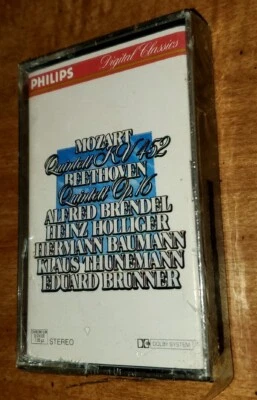 PHILIPS Digital Classics
MOZART
Quintett KV 452
BEETHOVEN
Quintett Op.16
ALFRED BRENDEL
HEINZ HOLLIGER
HERMANN BAUMANN
KLAUS THUNEMANN
EDUARD BRUNNER
STEREO
DOLBY SYSTEM